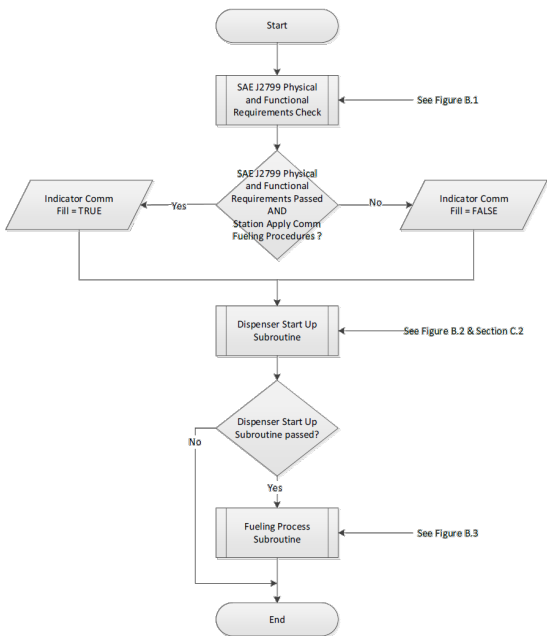 Start
SAE J2799 Physical
and Functional
Requirements Check
See Figure B.1
SAE J2799 Physical
and Functional
Requirements Passed
AND
Station Apply Comm
Fueling Procedures ?
Yes
No
Indicator Comm
Fill = TRUE
Indicator Comm
Fill = FALSE
Dispenser Start Up
Subroutine
See Figure B.2 & Section C.2
Dispenser Start Up
Subroutine passed?
No
Yes
Fueling Process
Subroutine
See Figure B.3
End